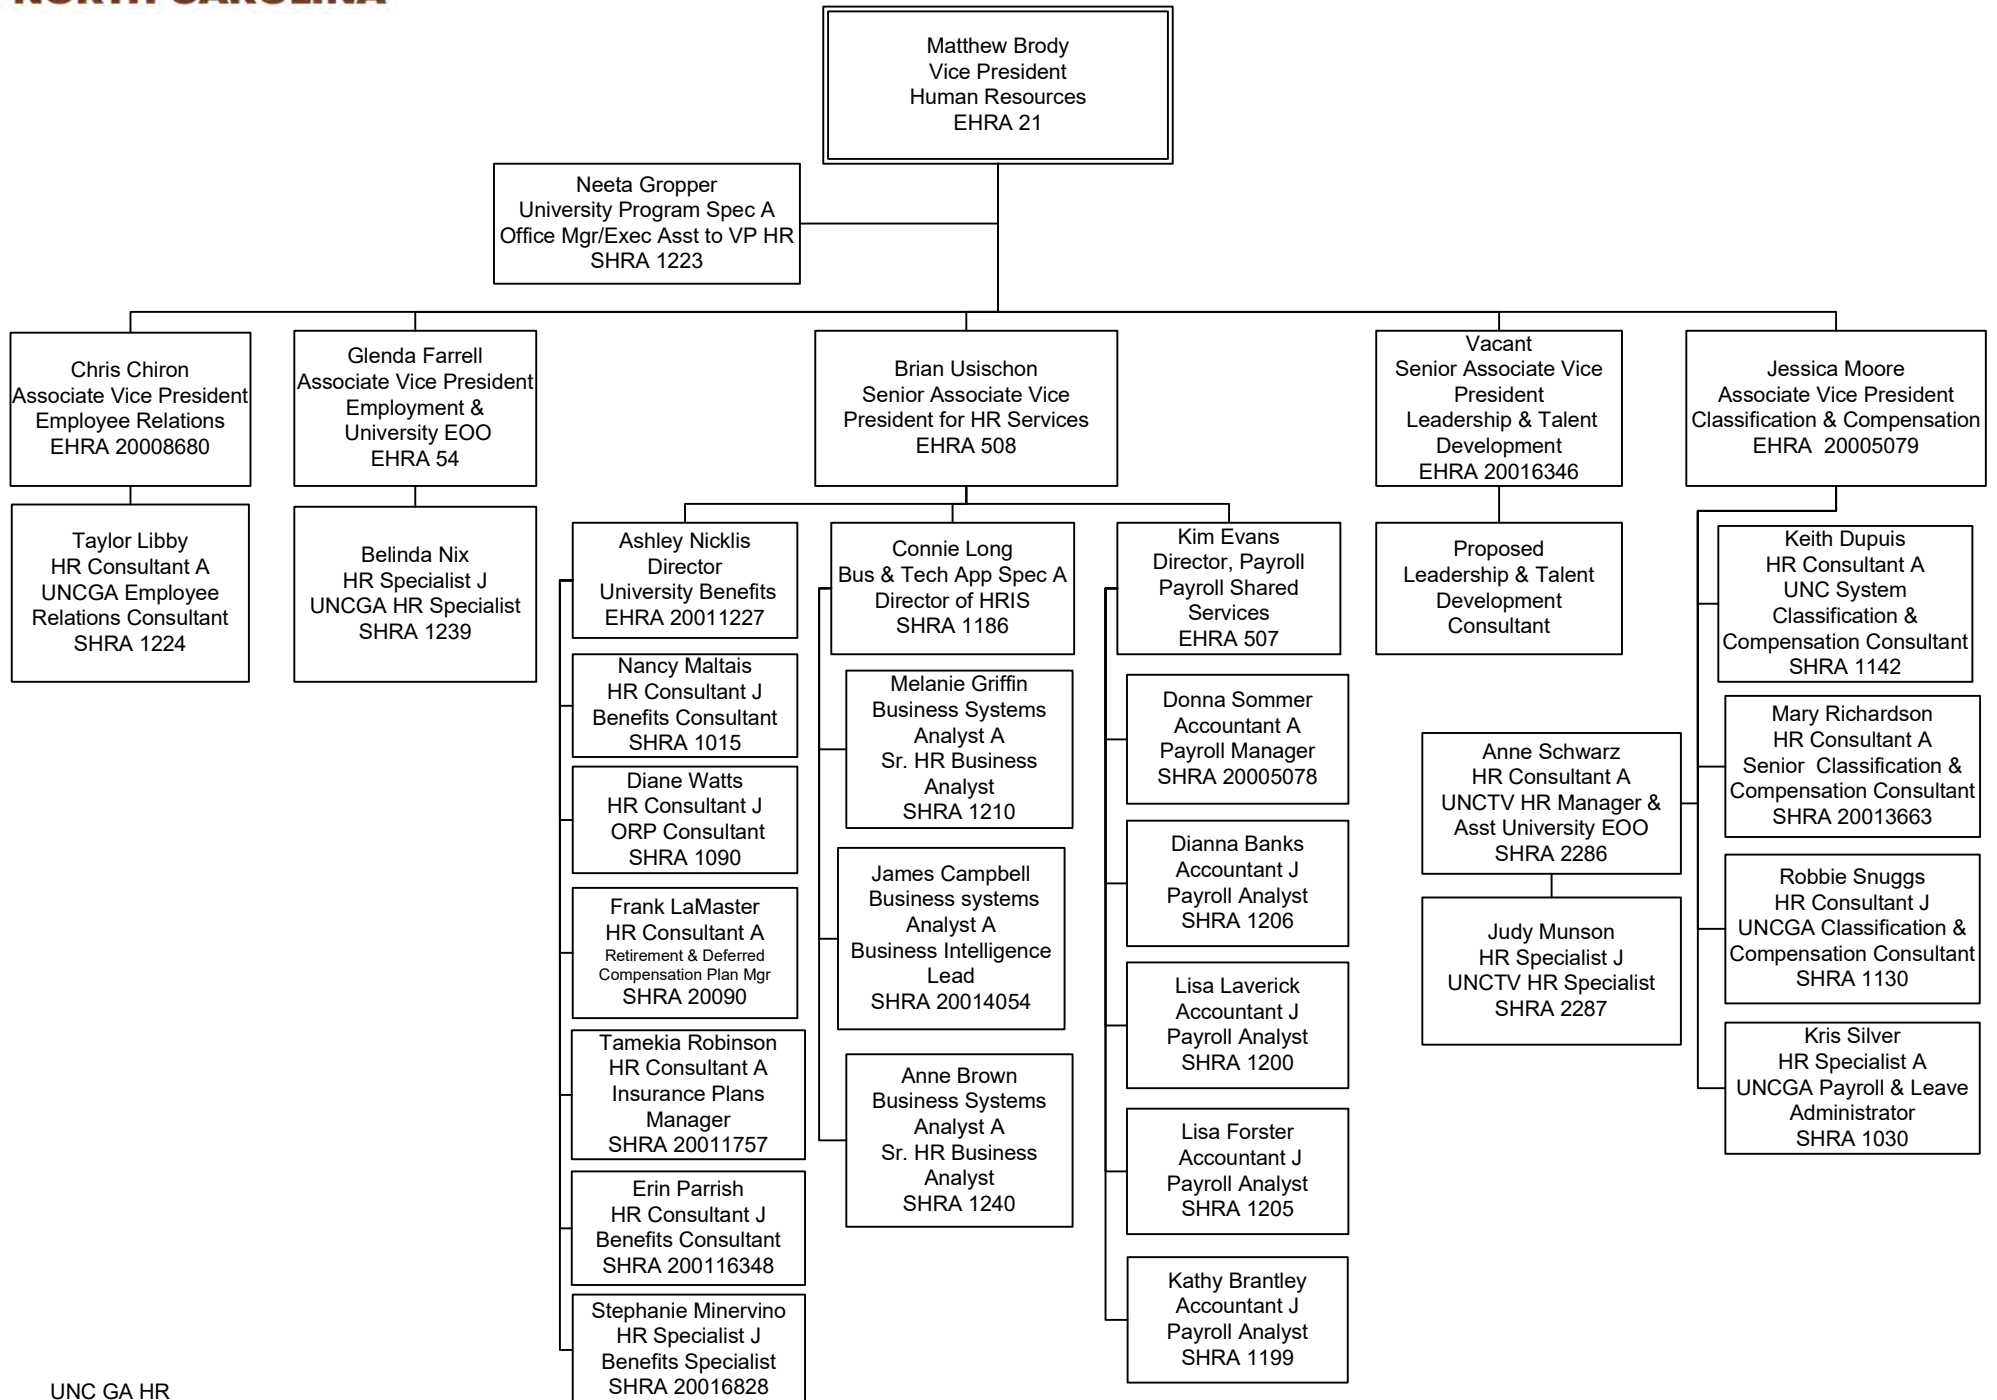 NORTH CAROLINA
Matthew Brody
Vice President
Human Resources
EHRA 21
Neeta Gropper
University Program Spec A
Office Mgr/Exec Asst to VP HR
SHRA 1223
Chris Chiron
Associate Vice President
Employee Relations
EHRA 20008680
Glenda Farrell
Associate Vice President
Employment &
University EOO
EHRA 54
Brian Usischon
Senior Associate Vice
President for HR Services
EHRA 508
Vacant
Senior Associate Vice
President
Leadership & Talent
Development
EHRA 20016346
Jessica Moore
Associate Vice President
Classification & Compensation
EHRA 20005079
Taylor Libby
HR Consultant A
UNCGA Employee
Relations Consultant
SHRA 1224
Belinda Nix
HR Specialist J
UNCGA HR Specialist
SHRA 1239
Ashley Nicklis
Director
University Benefits
EHRA 20011227
Nancy Maltais
HR Consultant J
Benefits Consultant
SHRA 1015
Diane Watts
HR Consultant J
ORP Consultant
SHRA 1090
Frank LaMaster
HR Consultant A
Retirement & Deferred
Compensation Plan Mgr
SHRA 20090
Tamekia Robinson
HR Consultant A
Insurance Plans
Manager
SHRA 20011757
Erin Parrish
HR Consultant J
Benefits Consultant
SHRA 200116348
Stephanie Minervino
HR Specialist J
Benefits Specialist
SHRA 20016828
Connie Long
Bus & Tech App Spec A
Director of HRIS
SHRA 1186
Melanie Griffin
Business Systems
Analyst A
Sr. HR Business
Analyst
SHRA 1210
James Campbell
Business systems
Analyst A
Business Intelligence
Lead
SHRA 20014054
Anne Brown
Business Systems
Analyst A
Sr. HR Business
Analyst
SHRA 1240
Kim Evans
Director, Payroll
Payroll Shared
Services
EHRA 507
Donna Sommer
Accountant A
Payroll Manager
SHRA 20005078
Dianna Banks
Accountant J
Payroll Analyst
SHRA 1206
Lisa Laverick
Accountant J
Payroll Analyst
SHRA 1200
Lisa Forster
Accountant J
Payroll Analyst
SHRA 1205
Kathy Brantley
Accountant J
Payroll Analyst
SHRA 1199
Proposed
Leadership & Talent
Development
Consultant
Keith Dupuis
HR Consultant A
UNC System
Classification &
Compensation Consultant
SHRA 1142
Mary Richardson
HR Consultant A
Senior Classification &
Compensation Consultant
SHRA 20013663
Anne Schwarz
HR Consultant A
UNCTV HR Manager &
Asst University EOO
SHRA 2286
Judy Munson
HR Specialist J
UNCTV HR Specialist
SHRA 2287
Robbie Snuggs
HR Consultant J
UNCGA Classification &
Compensation Consultant
SHRA 1130
Kris Silver
HR Specialist A
UNCGA Payroll & Leave
Administrator
SHRA 1030
UNC GA HR